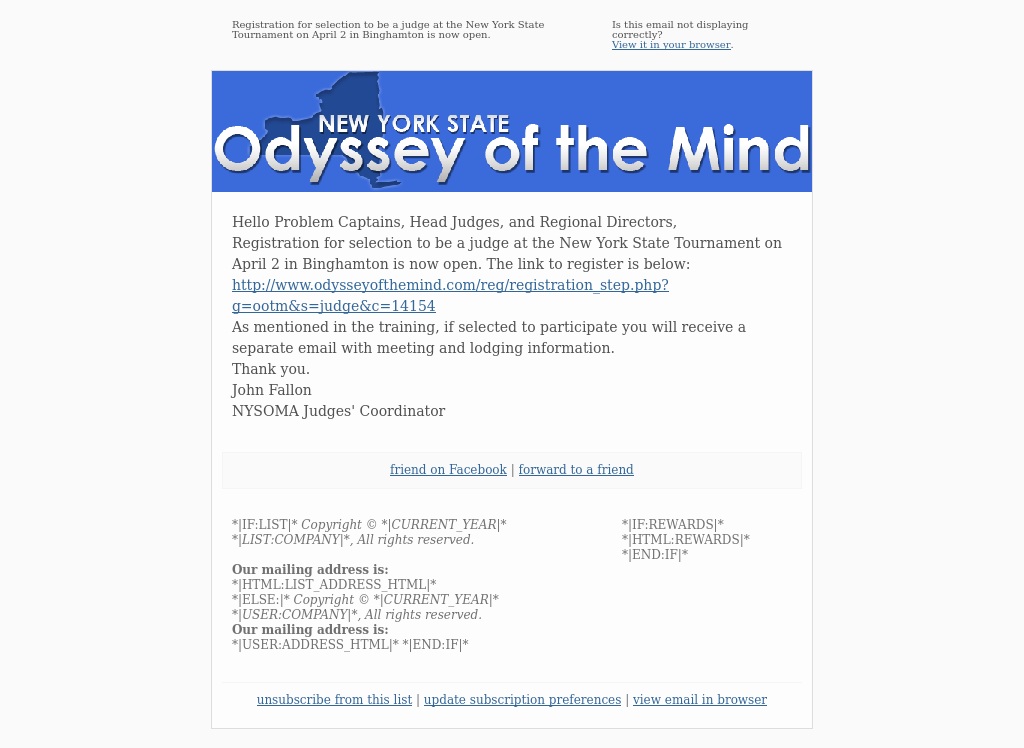 Registration for selection to be a judge at the New York State
Tournament on April 2 in Binghamton is now open.
Is this email not displaying
correctly?
View it in your browser.
NEW YORK STATE
Odyssey of the Mind
Hello Problem Captains, Head Judges, and Regional Directors,
Registration for selection to be a judge at the New York State Tournament on
April 2 in Binghamton is now open. The link to register is below:
http://www.odysseyofthemind.com/reg/registration_step.php?
g=ootm&s=judge&c=14154
As mentioned in the training, if selected to participate you will receive a
separate email with meeting and lodging information.
Thank you.
John Fallon
NYSOMA Judges' Coordinator
friend on Facebook | forward to a friend
*|IF:LIST|* Copyright © *|CURRENT_YEAR|*
*|LIST:COMPANY|*, All rights reserved.
Our mailing address is:
*|HTML:LIST_ADDRESS_HTML|*
*|ELSE:|* Copyright © *|CURRENT_YEAR|*
*|USER:COMPANY|*, All rights reserved.
Our mailing address is:
*|USER:ADDRESS_HTML|* *|END:IF|*
*|IF:REWARDS|*
*|HTML:REWARDS|*
*|END:IF|*
unsubscribe from this list | update subscription preferences | view email in browser